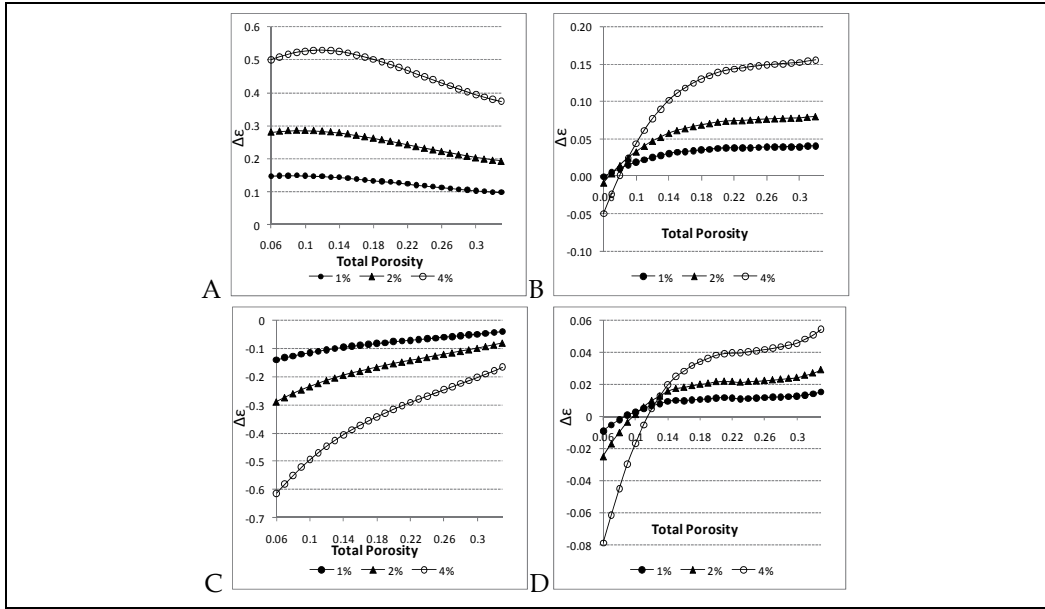 0.6
0.5
0.4
0.3
0.2
0.1
0
Δε
0.06 0.1 0.14 0.18 0.22 0.26 0.3
Total Porosity
1% 2% 4%
A
0.20
0.15
0.10
0.05
0.00
-0.05
-0.10
Δε
0.06 0.1 0.14 0.18 0.22 0.26 0.3
Total Porosity
1% 2% 4%
B
0
-0.1
-0.2
-0.3
-0.4
-0.5
-0.6
-0.7
Δε
0.06 0.1 0.14 0.18 0.22 0.26 0.3
Total Porosity
1% 2% 4%
C
0.06
0.04
0.02
0
-0.02
-0.04
-0.06
-0.08
Δε
0.06 0.1 0.14 0.18 0.22 0.26 0.3
Total Porosity
1% 2% 4%
D